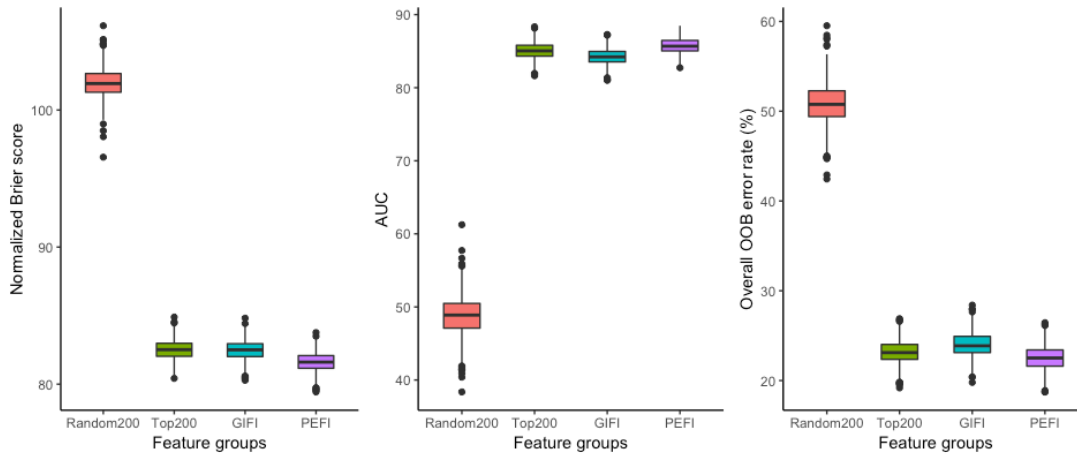 Normalized Brier score
100
90
80
Random200 Top200 GIFI PEFI
Feature groups
AUC
90
80
70
60
50
40
Random200 Top200 GIFI PEFI
Feature groups
Overall OOB error rate (%)
60
50
40
30
20
Random200 Top200 GIFI PEFI
Feature groups